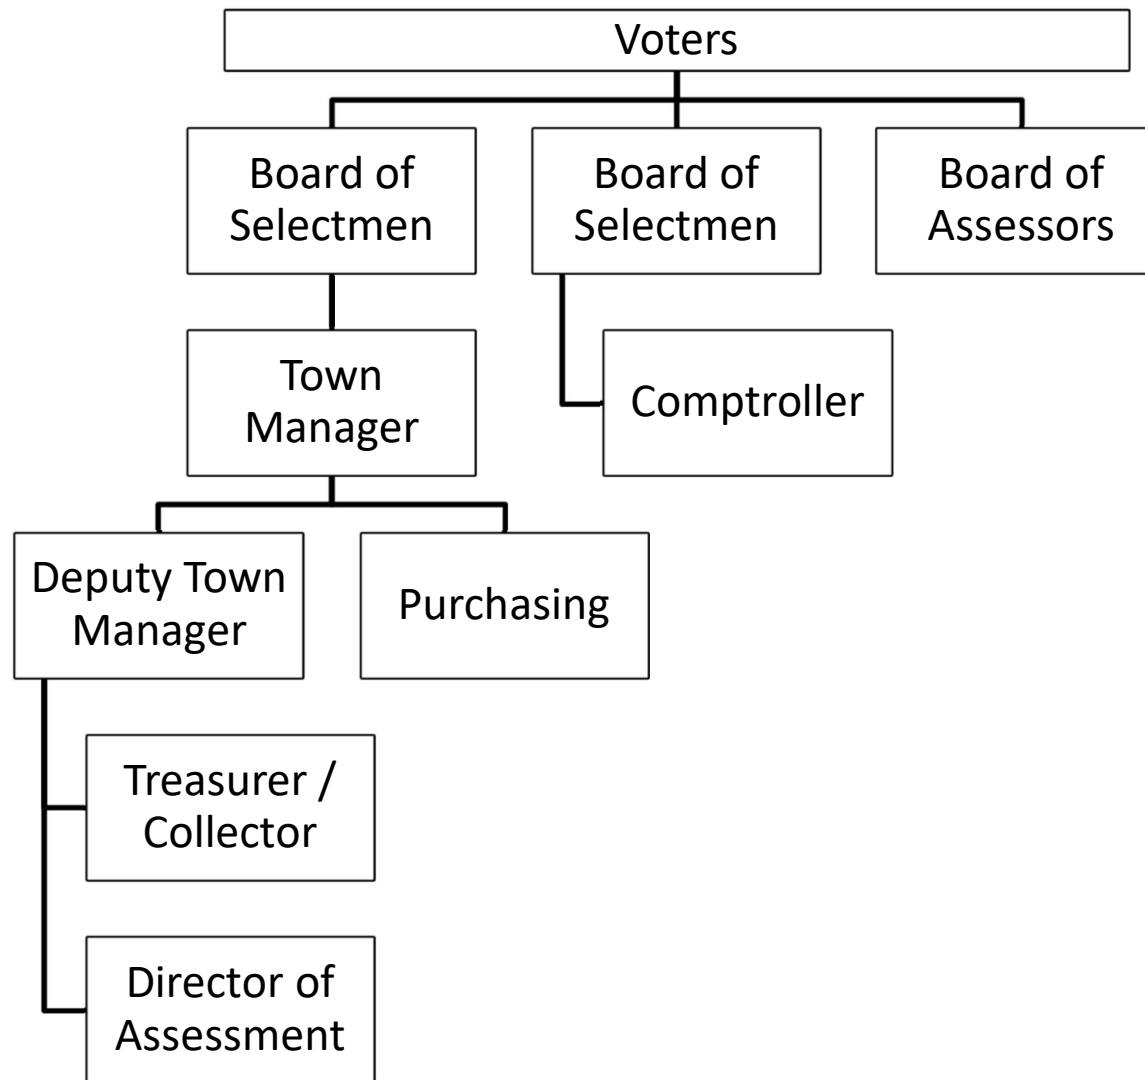 Voters
Board of
Selectmen
Board of
Selectmen
Board of
Assessors
Town
Manager
Comptroller
Deputy Town
Manager
Purchasing
Treasurer /
Collector
Director of
Assessment